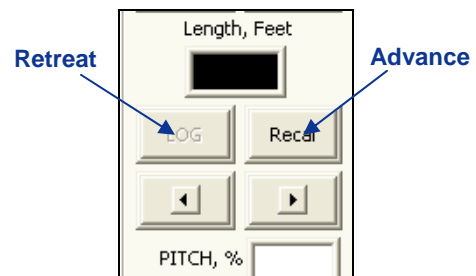 Length, Feet
Retreat
Advance
LOG
Recal
PITCH, %